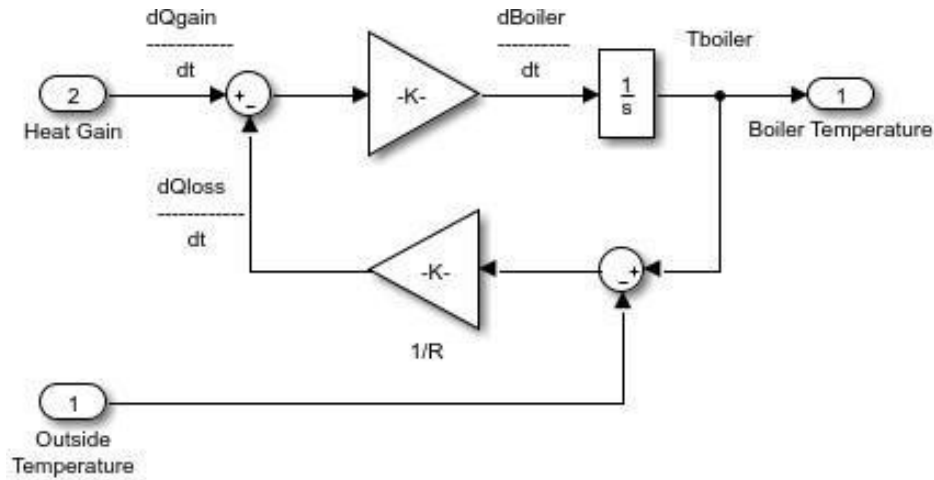 dQgain
------------
dt
dBoiler
----------
dt
Tboiler
2
Heat Gain
+
-
-K-
1
s
1
Boiler Temperature
dQloss
------------
dt
-K-
+
-
1/R
1
Outside
Temperature